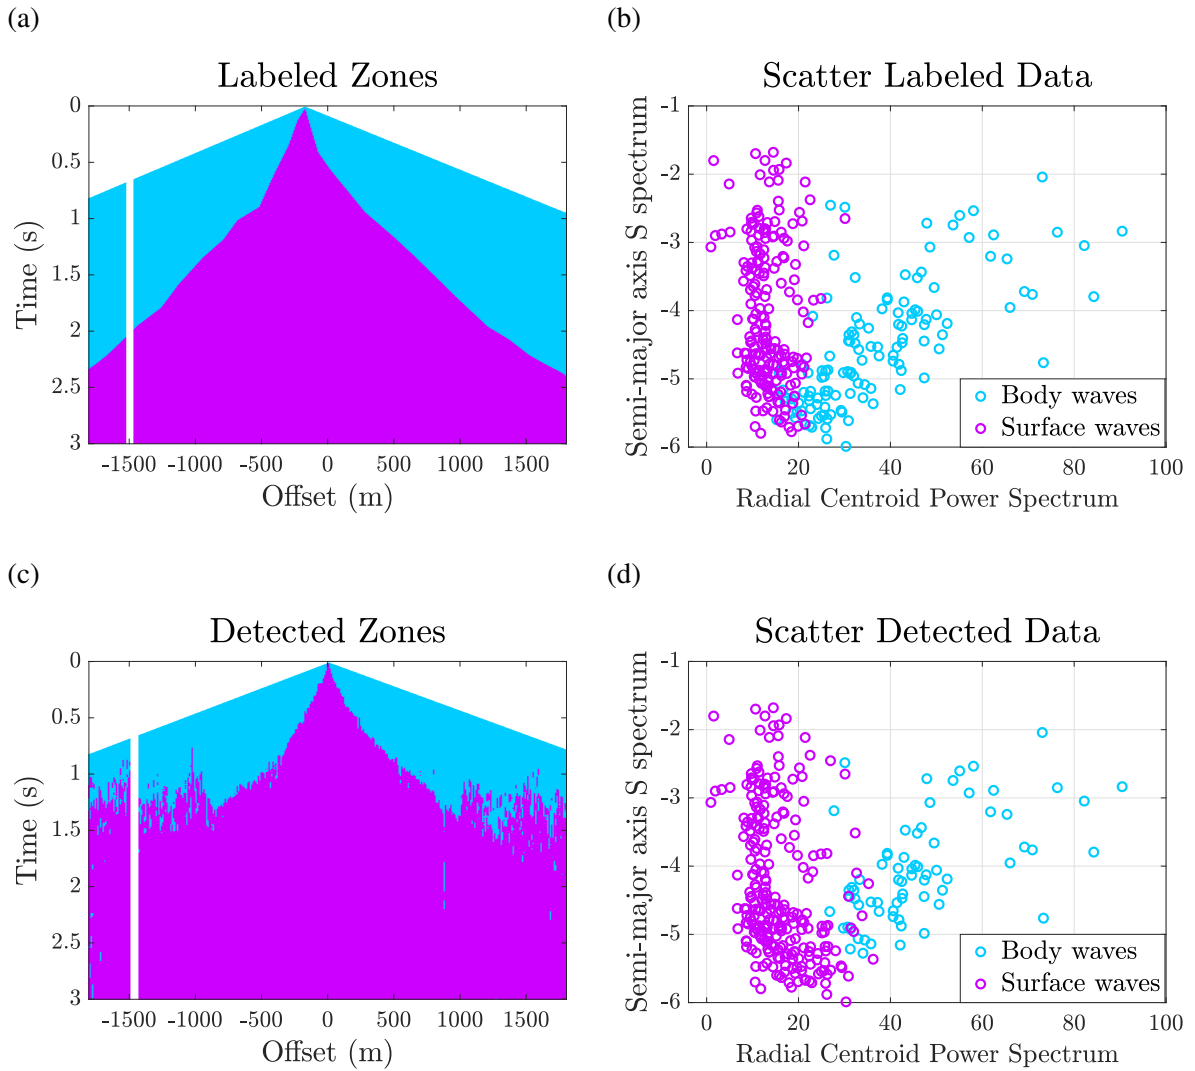 (a)
Labeled Zones
0
0.5
1
1.5
2
2.5
3
Time (s)
-1500 -1000 -500 0 500 1000 1500
Offset (m)
(b)
Scatter Labeled Data
-1
-2
-3
-4
-5
-6
Semi-major axis S spectrum
Body waves
Surface waves
0 20 40 60 80 100
Radial Centroid Power Spectrum
(c)
Detected Zones
0
0.5
1
1.5
2
2.5
3
Time (s)
-1500 -1000 -500 0 500 1000 1500
Offset (m)
(d)
Scatter Detected Data
-1
-2
-3
-4
-5
-6
Semi-major axis S spectrum
Body waves
Surface waves
0 20 40 60 80 100
Radial Centroid Power Spectrum